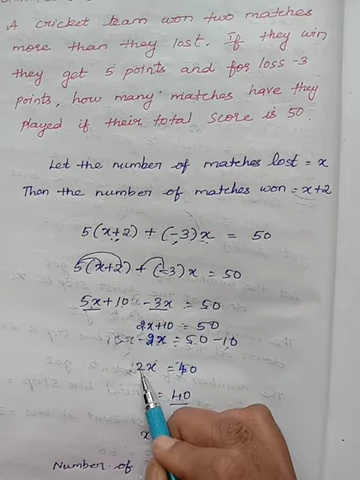 A cricket team won two matches
more than they lost. If they win
they get 5 points and for loss -3
points, how many matches have they
played if their total score is 50.
Let the number of matches lost = x
Then the number of matches won = x+2
5(x+2) + (-3)x = 50
5(x+2) + (-3)x = 50
5x+10 -3x = 50
2x+10 = 50
2x = 50-10
2x = 40
= 40
x
Number of